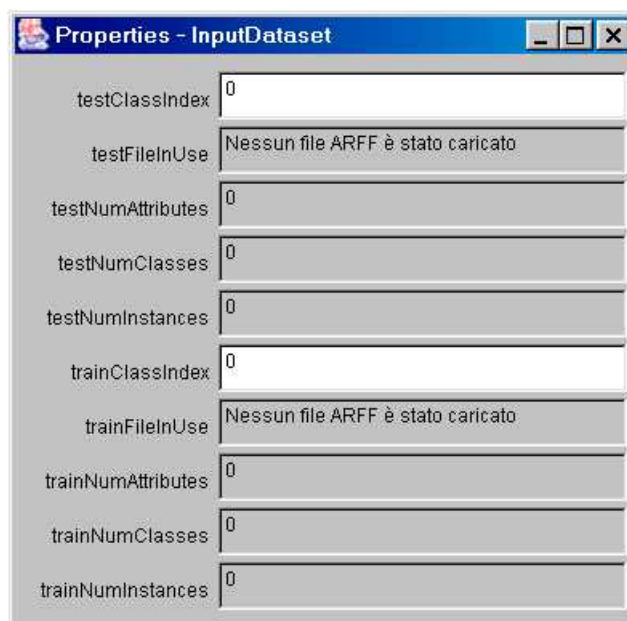 Properties - InputDataset
testClassIndex 0
testFileInUse Nessun file ARFF è stato caricato
testNumAttributes 0
testNumClasses 0
testNumInstances 0
trainClassIndex 0
trainFileInUse Nessun file ARFF è stato caricato
trainNumAttributes 0
trainNumClasses 0
trainNumInstances 0